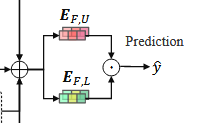 E_{F,U}
Prediction
ŷ
E_{F,L}